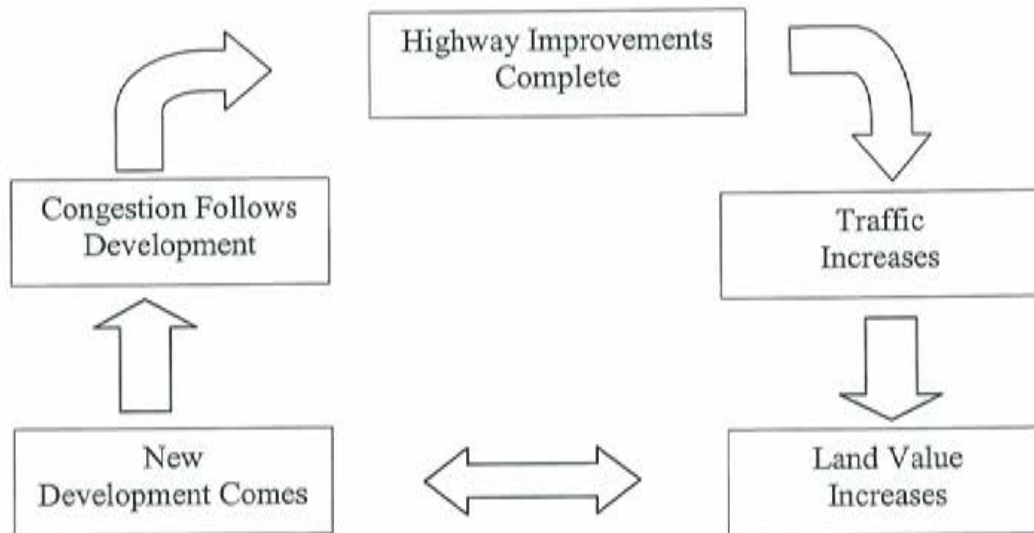 Highway Improvements
Complete
Traffic
Increases
Land Value
Increases
New
Development Comes
Congestion Follows
Development